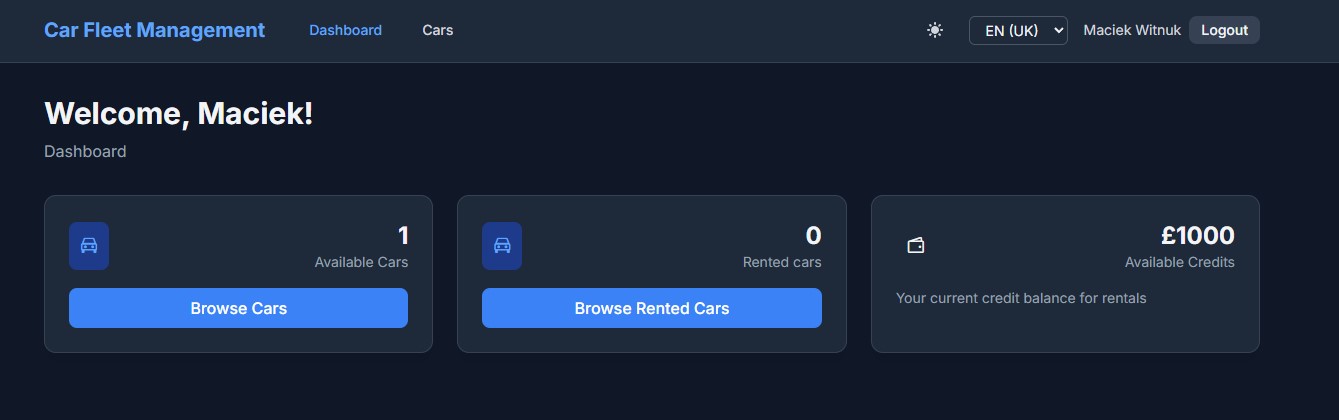 Car Fleet Management Dashboard Cars EN (UK) Maciek Witnuk Logout
Welcome, Maciek!
Dashboard
1
Available Cars
Browse Cars
0
Rented cars
Browse Rented Cars
£1000
Available Credits
Your current credit balance for rentals